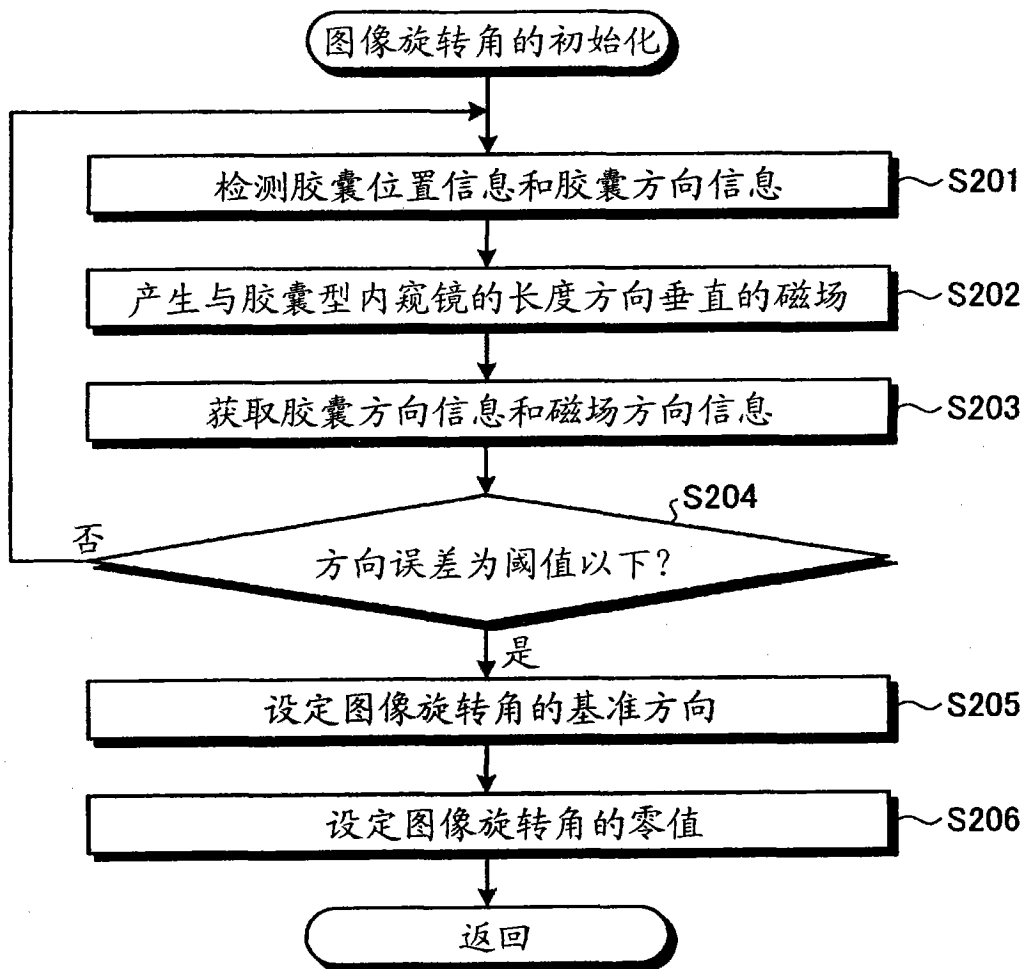 图像旋转角的初始化
检测胶囊位置信息和胶囊方向信息
S201
产生与胶囊型内窥镜的长度方向垂直的磁场
S202
获取胶囊方向信息和磁场方向信息
S203
S204
否
方向误差为阈值以下?
是
设定图像旋转角的基准方向
S205
设定图像旋转角的零值
S206
返回